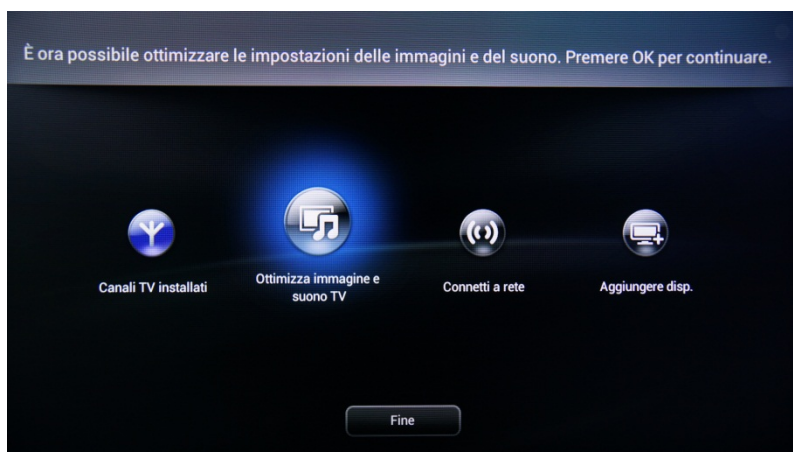 È ora possibile ottimizzare le impostazioni delle immagini e del suono. Premere OK per continuare.
Canali TV installati
Ottimizza immagine e
suono TV
Connetti a rete
Aggiungere disp.
Fine